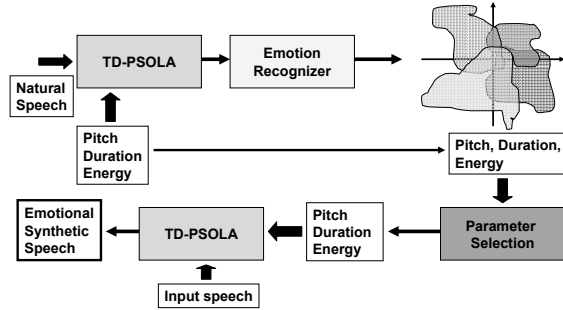 TD-PSOLA
Emotion
Recognizer
Natural
Speech
Pitch
Duration
Energy
Pitch, Duration,
Energy
Emotional
Synthetic
Speech
TD-PSOLA
Pitch
Duration
Energy
Parameter
Selection
Input speech